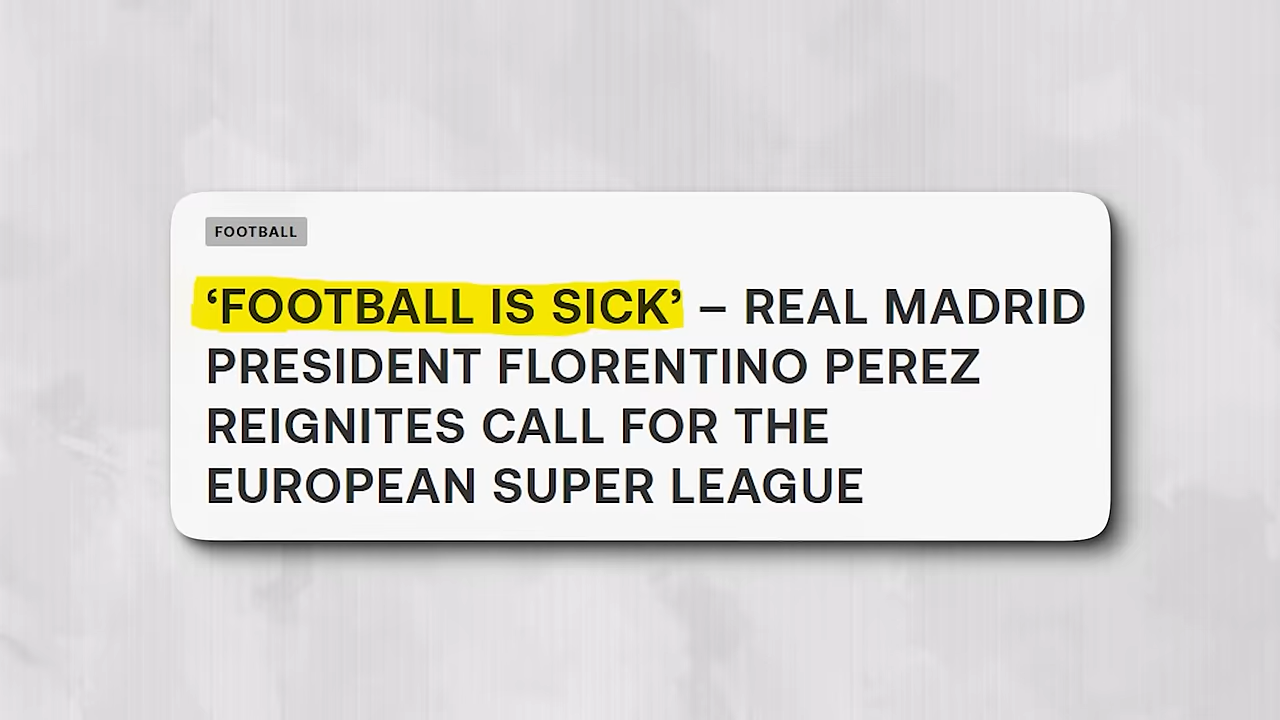 FOOTBALL
‘FOOTBALL IS SICK’ – REAL MADRID
PRESIDENT FLORENTINO PEREZ
REIGNITES CALL FOR THE
EUROPEAN SUPER LEAGUE